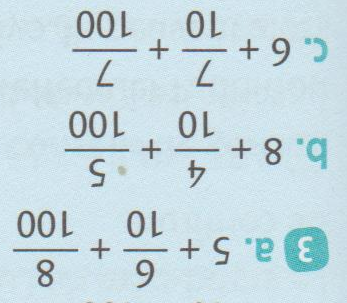 3 a. 5 + 6/10 + 8/100
b. 8 + 4/10 + 5/100
c. 6 + 7/10 + 7/100